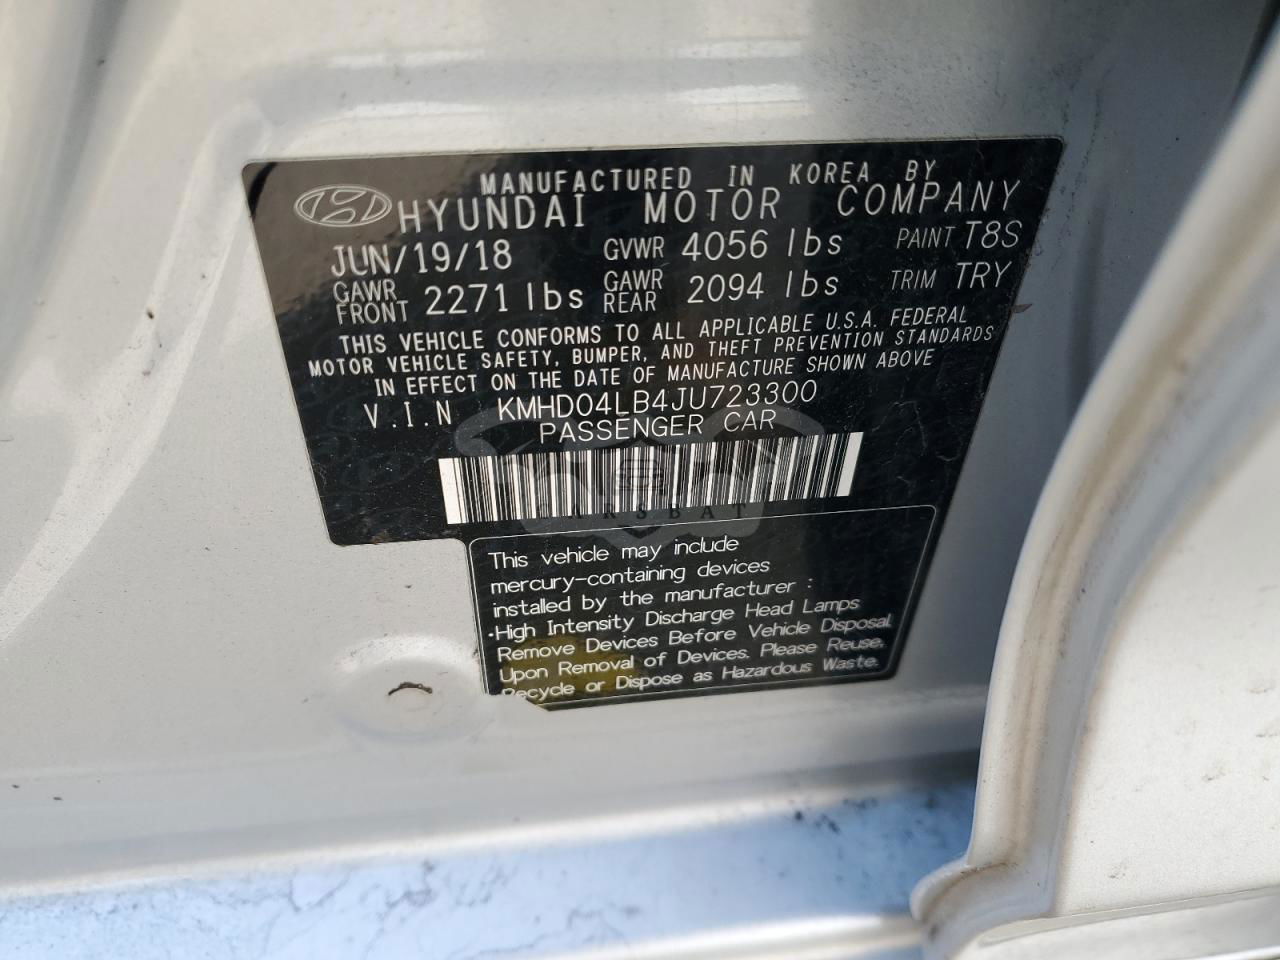 MANUFACTURED IN KOREA BY
HYUNDAI MOTOR COMPANY
JUN/19/18 GVWR 4056 lbs PAINT T8S
GAWR FRONT 2271 lbs GAWR REAR 2094 lbs TRIM TRY
THIS VEHICLE CONFORMS TO ALL APPLICABLE U.S.A. FEDERAL
MOTOR VEHICLE SAFETY, BUMPER, AND THEFT PREVENTION STANDARDS
IN EFFECT ON THE DATE OF MANUFACTURE SHOWN ABOVE
V.I.N KMHD04LB4JU723300
PASSENGER CAR
CARSBAT
This vehicle may include
mercury-containing devices
installed by the manufacturer :
•High Intensity Discharge Head Lamps
Remove Devices Before Vehicle Disposal.
Upon Removal of Devices. Please Reuse.
Recycle or Dispose as Hazardous Waste.